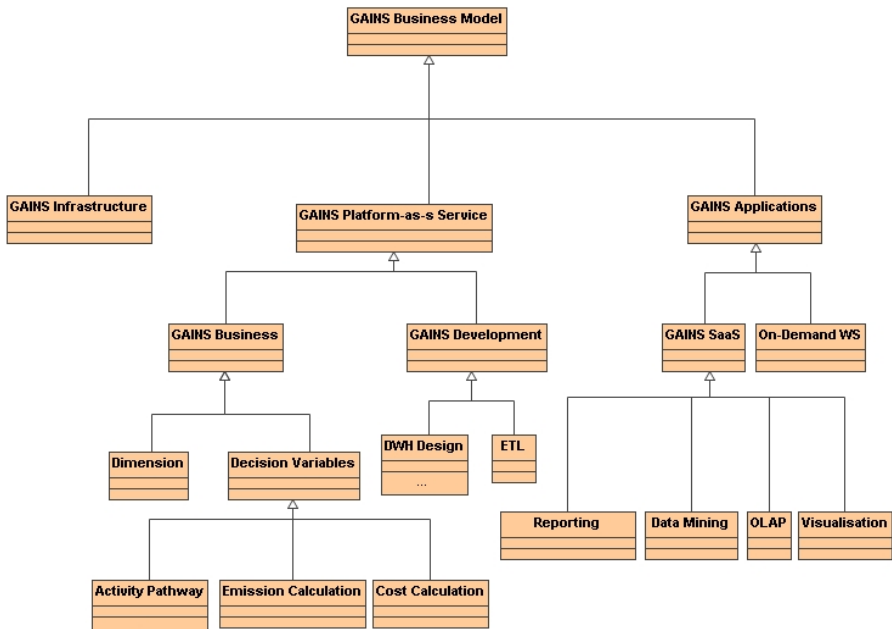 GAINS Business Model
GAINS Infrastructure
GAINS Platform-as-s Service
GAINS Applications
GAINS Business
GAINS Development
GAINS SaaS
On-Demand WS
Dimension
Decision Variables
DWH Design
...
ETL
Reporting
Data Mining
OLAP
Visualisation
Activity Pathway
Emission Calculation
Cost Calculation